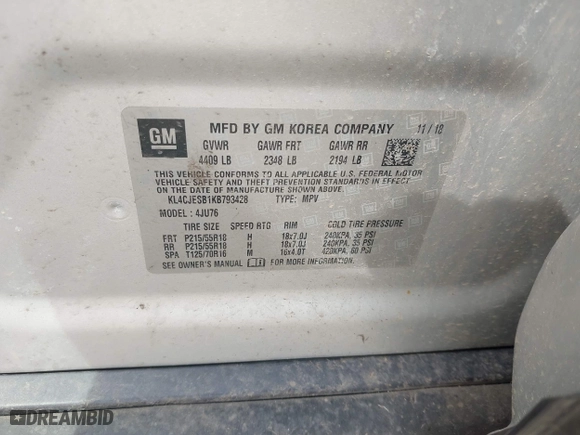 GM
MFD BY GM KOREA COMPANY 11 / 18
GVWR GAWR FRT GAWR RR
4409 LB 2348 LB 2194 LB
THIS VEHICLE CONFORMS TO ALL APPLICABLE U.S. FEDERAL MOTOR
VEHICLE SAFETY AND THEFT PREVENTION STANDARDS IN EFFECT
ON THE DATE OF MANUFACTURE SHOWN ABOVE.
KL4CJESB1KB793428 TYPE: MPV
MODEL: 4JU76
TIRE SIZE SPEED RTG RIM COLD TIRE PRESSURE
FRT P215/55R18 H 18x7.0J 240KPA, 35 PSI
RR P215/55R18 H 18x7.0J 240KPA, 35 PSI
SPA T125/70R16 M 16x4.0T 420KPA, 60 PSI
SEE OWNER'S MANUAL FOR MORE INFORMATION.
DREAMBID